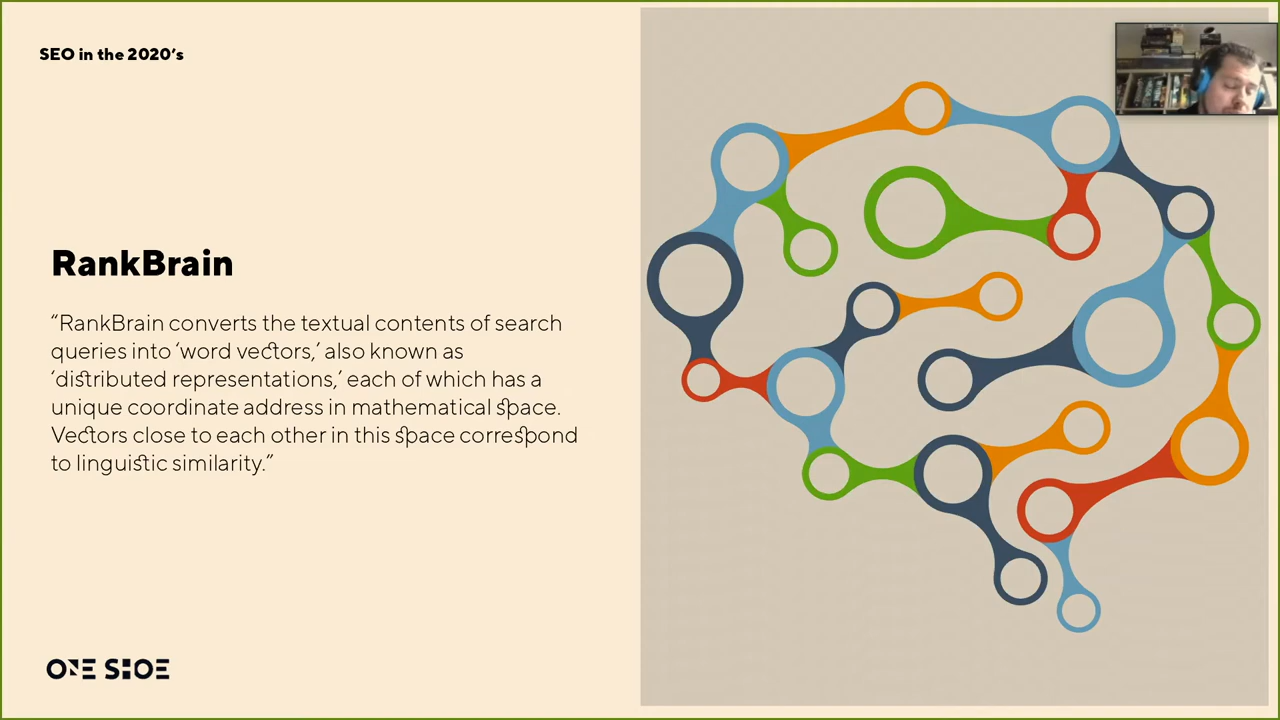 SEO in the 2020’s
RankBrain
“RankBrain converts the textual contents of search
queries into ‘word vectors,’ also known as
‘distributed representations,’ each of which has a
unique coordinate address in mathematical space.
Vectors close to each other in this space correspond
to linguistic similarity.”
ONE SHOE